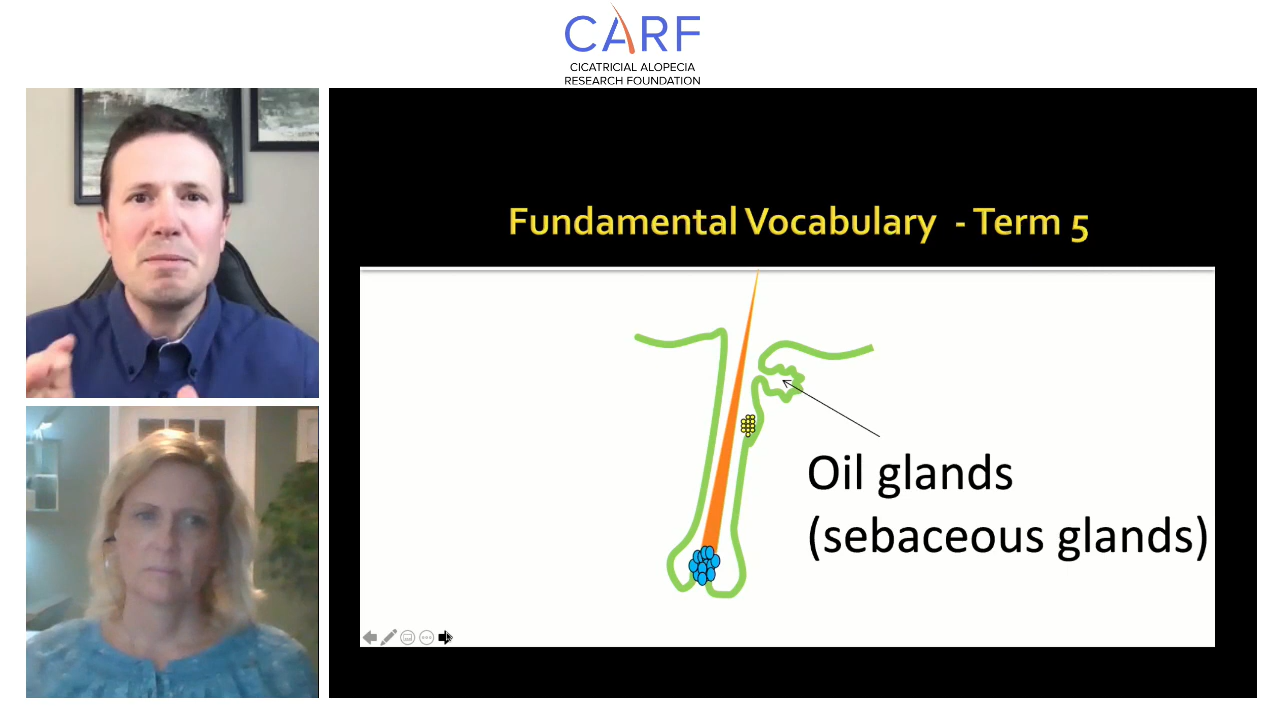 CARF
CICATRICIAL ALOPECIA
RESEARCH FOUNDATION
Fundamental Vocabulary - Term 5
Oil glands
(sebaceous glands)